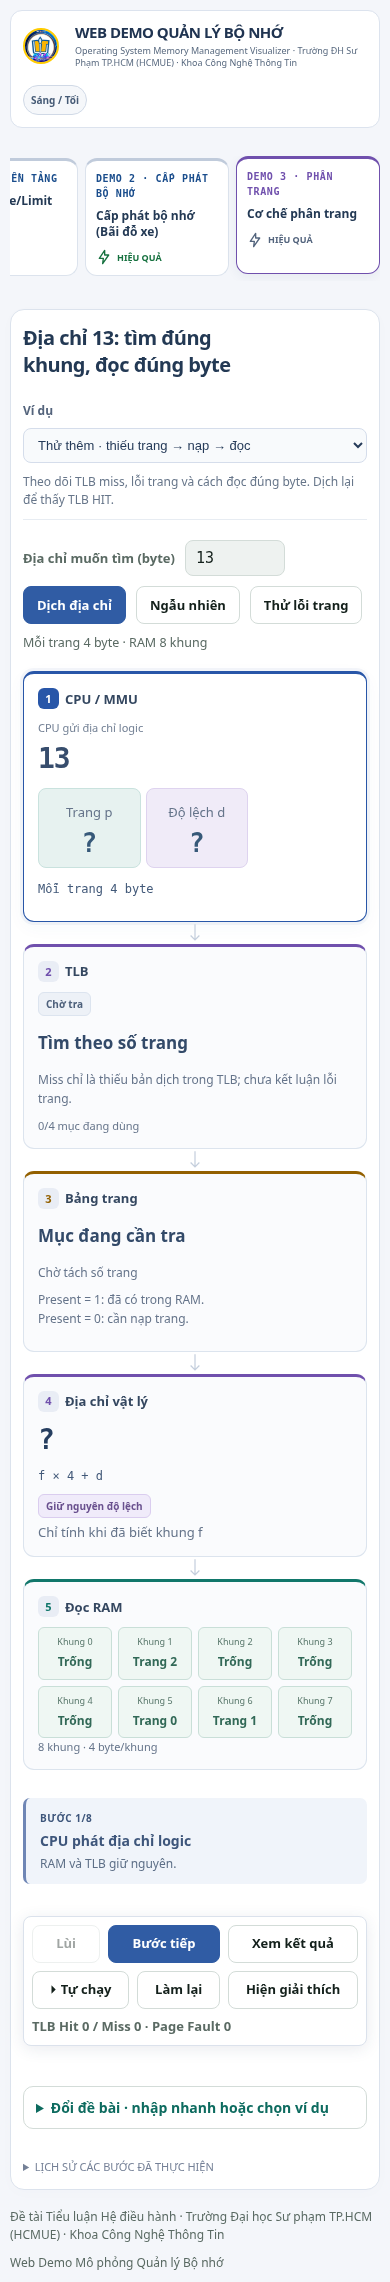 WEB DEMO QUẢN LÝ BỘ NHỚ
Operating System Memory Management Visualizer · Trường ĐH Sư
Phạm TP.HCM (HCMUE) · Khoa Công Nghệ Thông Tin
Sáng / Tối
ỀN TẢNG
e/Limit
DEMO 2 · CẤP PHÁT
BỘ NHỚ
Cấp phát bộ nhớ
(Bãi đỗ xe)
HIỆU QUẢ
DEMO 3 · PHÂN
TRANG
Cơ chế phân trang
HIỆU QUẢ
Địa chỉ 13: tìm đúng
khung, đọc đúng byte
Ví dụ
Thử thêm · thiếu trang → nạp → đọc
Theo dõi TLB miss, lỗi trang và cách đọc đúng byte. Dịch lại
để thấy TLB HIT.
Địa chỉ muốn tìm (byte) 13
Dịch địa chỉ Ngẫu nhiên Thử lỗi trang
Mỗi trang 4 byte · RAM 8 khung
1 CPU / MMU
CPU gửi địa chỉ logic
13
Trang p Độ lệch d
? ?
Mỗi trang 4 byte
↓
2 TLB
Chờ tra
Tìm theo số trang
Miss chỉ là thiếu bản dịch trong TLB; chưa kết luận lỗi
trang.
0/4 mục đang dùng
↓
3 Bảng trang
Mục đang cần tra
Chờ tách số trang
Present = 1: đã có trong RAM.
Present = 0: cần nạp trang.
↓
4 Địa chỉ vật lý
?
f × 4 + d
Giữ nguyên độ lệch
Chỉ tính khi đã biết khung f
↓
5 Đọc RAM
Khung 0 Khung 1 Khung 2 Khung 3
Trống Trang 2 Trống Trống
Khung 4 Khung 5 Khung 6 Khung 7
Trống Trang 0 Trang 1 Trống
8 khung · 4 byte/khung
BƯỚC 1/8
CPU phát địa chỉ logic
RAM và TLB giữ nguyên.
Lùi Bước tiếp Xem kết quả
Tự chạy Làm lại Hiện giải thích
TLB Hit 0 / Miss 0 · Page Fault 0
▶ Đổi đề bài · nhập nhanh hoặc chọn ví dụ
▶ LỊCH SỬ CÁC BƯỚC ĐÃ THỰC HIỆN
Đề tài Tiểu luận Hệ điều hành · Trường Đại học Sư phạm TP.HCM
(HCMUE) · Khoa Công Nghệ Thông Tin
Web Demo Mô phỏng Quản lý Bộ nhớ